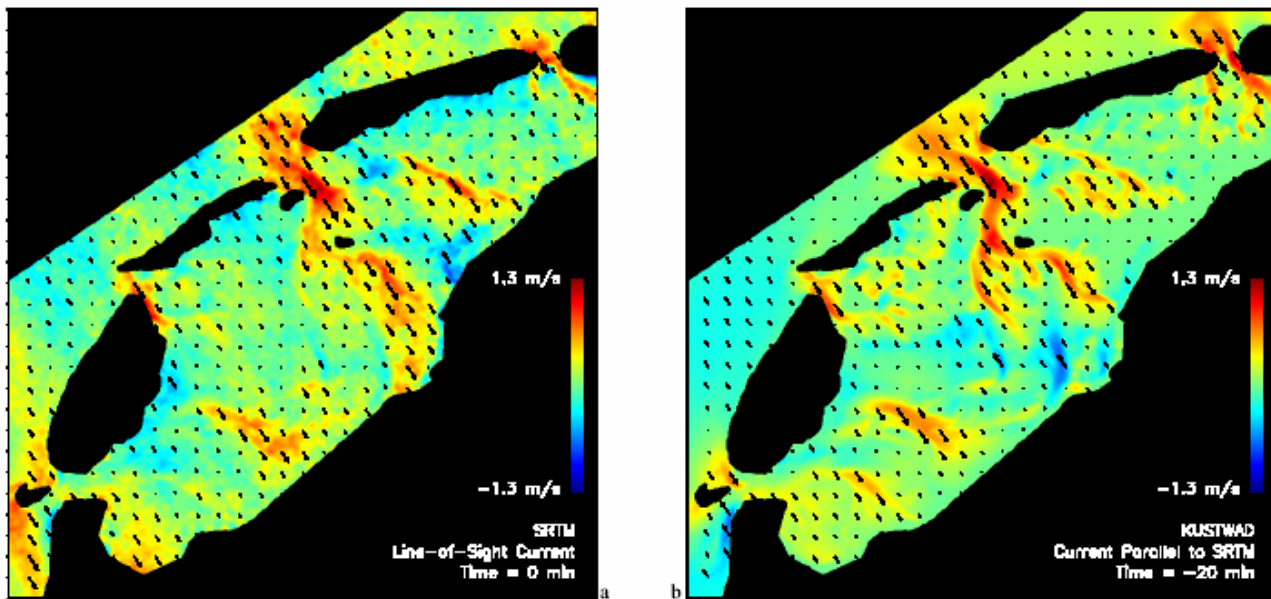 1.3 m/s
-1.3 m/s
SRTM
Line-of-Sight Current
Time = 0 min
a
1.3 m/s
-1.3 m/s
KUSTWAD
Current Parallel to SRTM
Time = -20 min
b